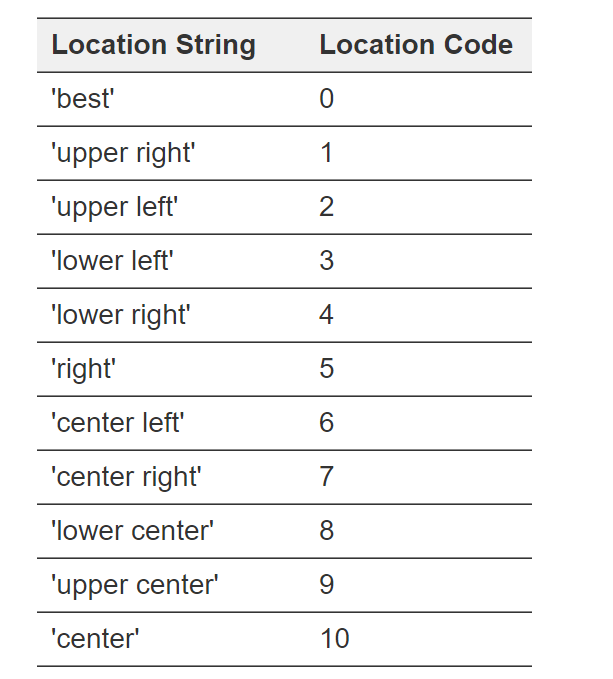 Location String Location Code
'best' 0
'upper right' 1
'upper left' 2
'lower left' 3
'lower right' 4
'right' 5
'center left' 6
'center right' 7
'lower center' 8
'upper center' 9
'center' 10